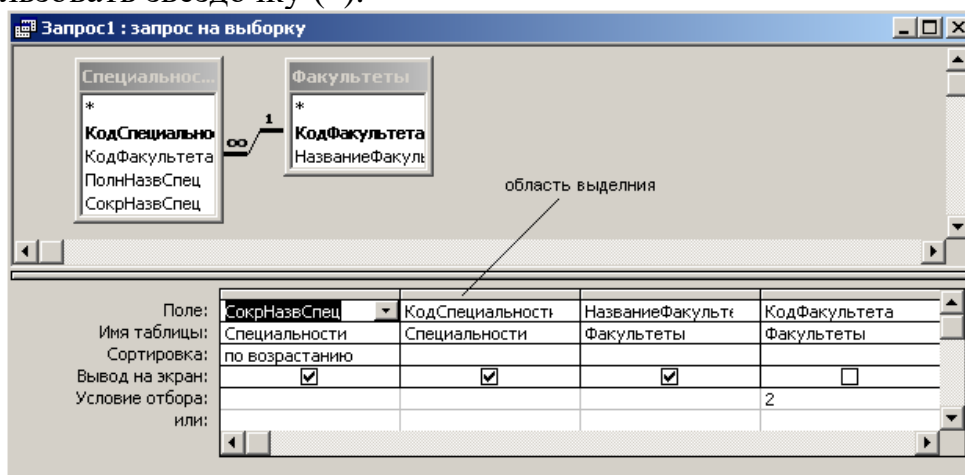 Запрос1 : запрос на выборку
Специальнос...
*
КодСпециально
КодФакультета
ПолнНазвСпец
СокрНазвСпец
∞ 1
Факультеты
*
КодФакультета
НазваниеФакуль
область выделния
Поле: СокрНазвСпец КодСпециальности НазваниеФакульте КодФакультета
Имя таблицы: Специальности Специальности Факультеты Факультеты
Сортировка: по возрастанию
Вывод на экран:
Условие отбора: 2
или: